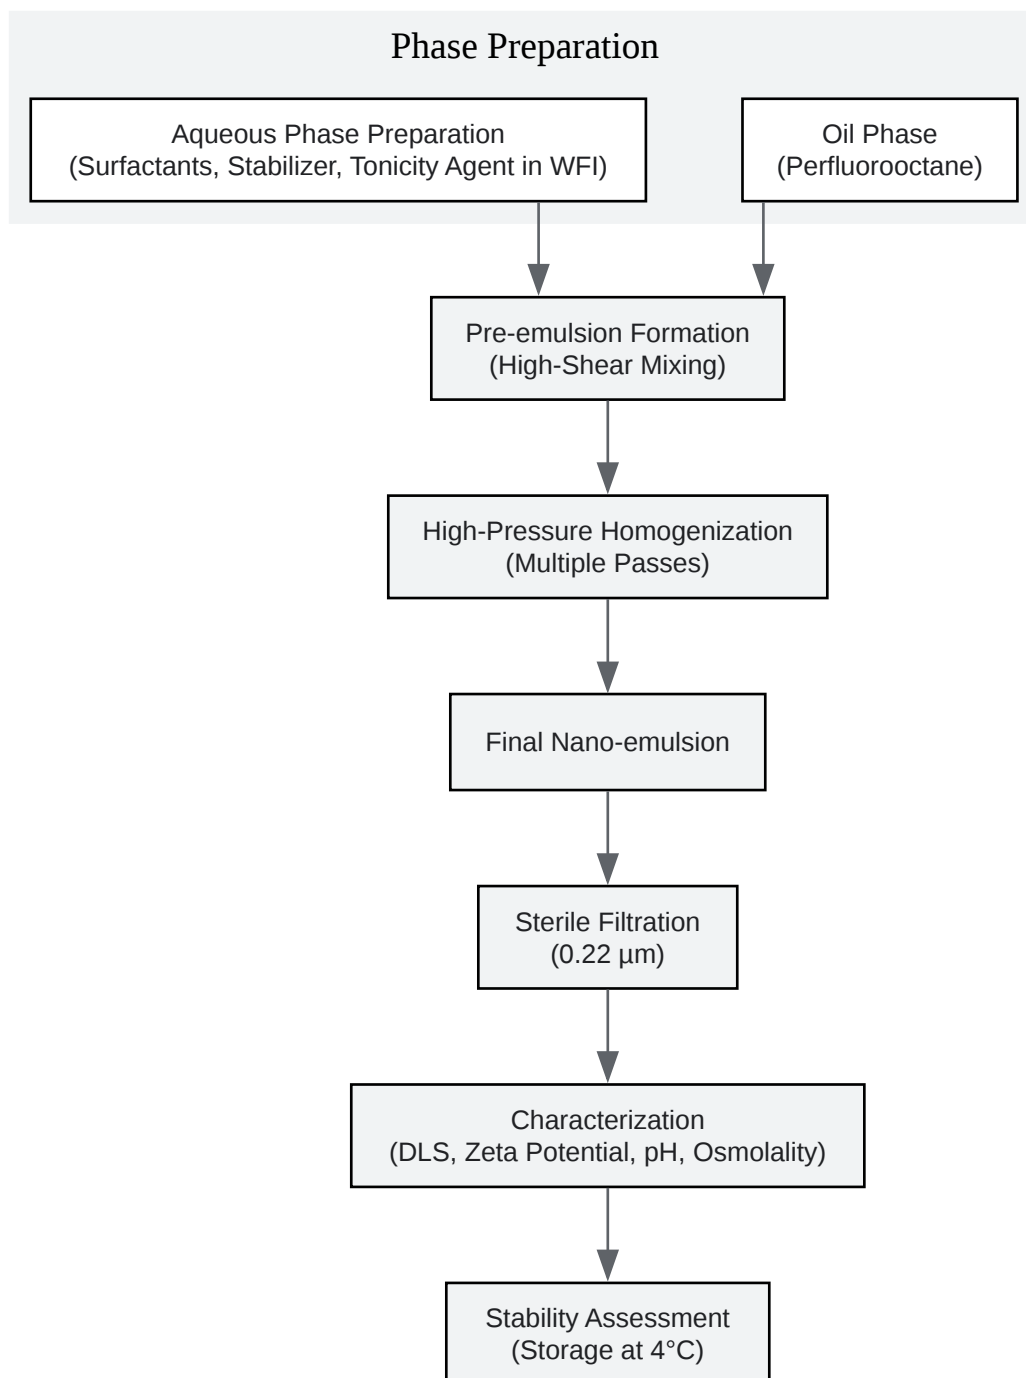 Phase Preparation
Aqueous Phase Preparation
(Surfactants, Stabilizer, Tonicity Agent in WFI)
Oil Phase
(Perfluorooctane)
Pre-emulsion Formation
(High-Shear Mixing)
High-Pressure Homogenization
(Multiple Passes)
Final Nano-emulsion
Sterile Filtration
(0.22 µm)
Characterization
(DLS, Zeta Potential, pH, Osmolality)
Stability Assessment
(Storage at 4°C)